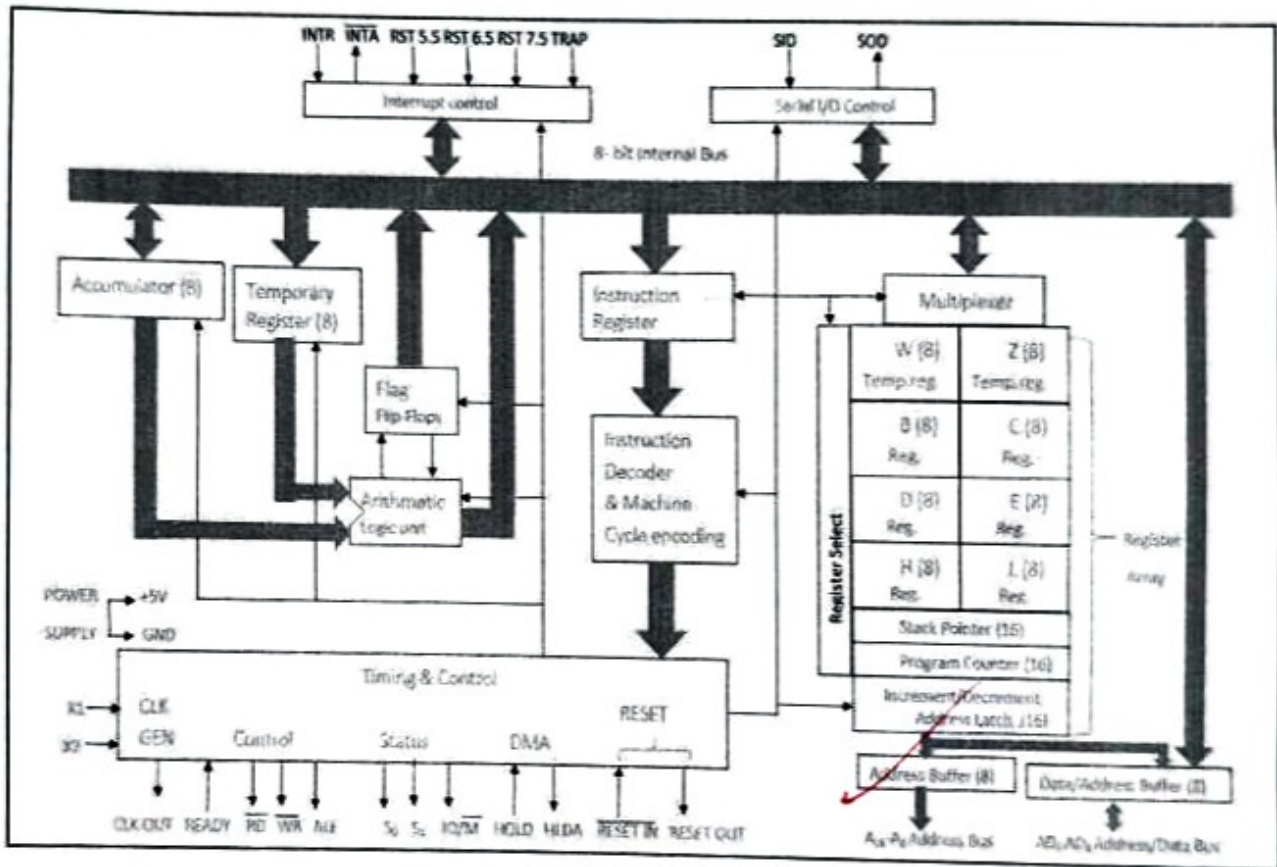 INTR INTA RST 5.5 RST 6.5 RST 7.5 TRAP
SID SOD
Interrupt control
Serial I/O Control
8- bit Internal Bus
Accumulator (8)
Temporary
Register (8)
Instruction
Register
Multiplexer
W (8)
Temp.reg.
Z (8)
Temp.reg.
Flag
Flip-Flops
B (8)
Reg.
C (8)
Reg.
Instruction
Decoder
& Machine
Cycle encoding
Arithmatic
Logic unit
D (8)
Reg.
E (8)
Reg.
Register Select
Register
Array
H (8)
Reg.
L (8)
Reg.
POWER +5V
SUPPLY GND
Stack Pointer (16)
Program Counter (16)
Timing & Control
Increment/Decrement
Address Latch (16)
X1 CLK
RESET
X2 GEN Control Status DMA
Address Buffer (8)
Data/Address Buffer (8)
CLK OUT READY RD WR ALE S₀ S₁ IO/M HOLD HLDA RESET IN RESET OUT
Address Bus
Address/Data Bus